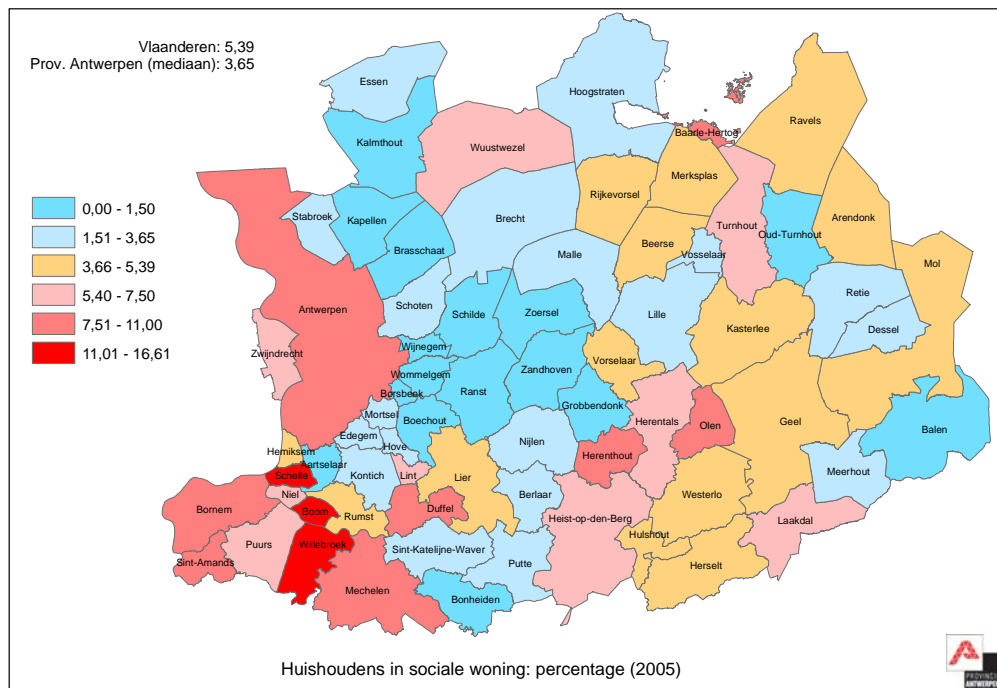 Vlaanderen: 5,39
Prov. Antwerpen (mediaan): 3,65
0,00 - 1,50
1,51 - 3,65
3,66 - 5,39
5,40 - 7,50
7,51 - 11,00
11,01 - 16,61
Essen
Hoogstraten
Kalmthout
Wuustwezel
Baarle-Hertog
Ravels
Merksplas
Rijkevorsel
Stabroek
Kapellen
Brecht
Turnhout
Oud-Turnhout
Arendonk
Brasschaat
Malle
Beerse
Vosselaar
Mol
Schoten
Retie
Antwerpen
Schilde
Zoersel
Lille
Kasterlee
Dessel
Wijnegem
Zwijndrecht
Vorselaar
Wommelgem
Zandhoven
Borsbeek
Ranst
Grobbendonk
Mortsel
Boechout
Herentals
Olen
Geel
Balen
Edegem
Hove
Nijlen
Hemiksem
Aartselaar
Herenthout
Schelle
Kontich
Lint
Lier
Meerhout
Niel
Berlaar
Westerlo
Bornem
Boom
Rumst
Duffel
Heist-op-den-Berg
Laakdal
Puurs
Willebroek
Sint-Katelijne-Waver
Hulshout
Sint-Amands
Putte
Herselt
Mechelen
Bonheiden
Huishoudens in sociale woning: percentage (2005)
PROVINCIE
ANTWERPEN